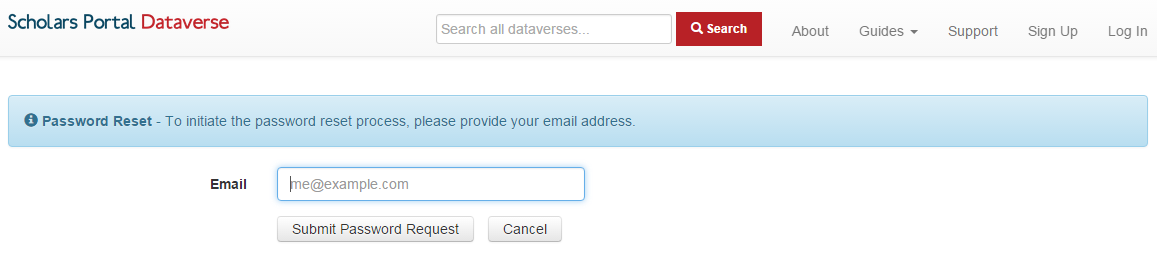 Scholars Portal Dataverse
Search all dataverses...
Search
About
Guides
Support
Sign Up
Log In
Password Reset - To initiate the password reset process, please provide your email address.
Email
me@example.com
Submit Password Request
Cancel